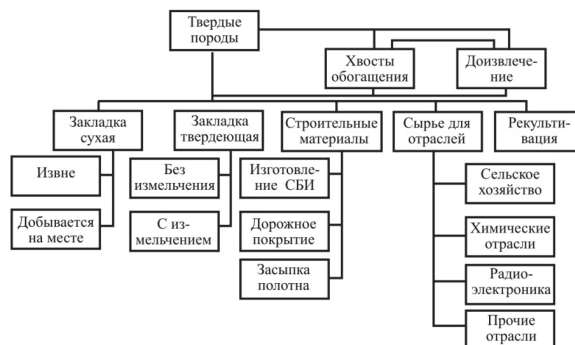 Твердые
породы
Хвосты
обогащения
Доизвлече-
ние
Закладка
сухая
Закладка
твердеющая
Строительные
материалы
Сырье для
отраслей
Рекульти-
вация
Извне
Добывается
на месте
Без
измельчения
С из-
мельчением
Изготовле-
ние СБИ
Дорожное
покрытие
Засыпка
полотна
Сельское
хозяйство
Химические
отрасли
Радио-
электроника
Прочие
отрасли